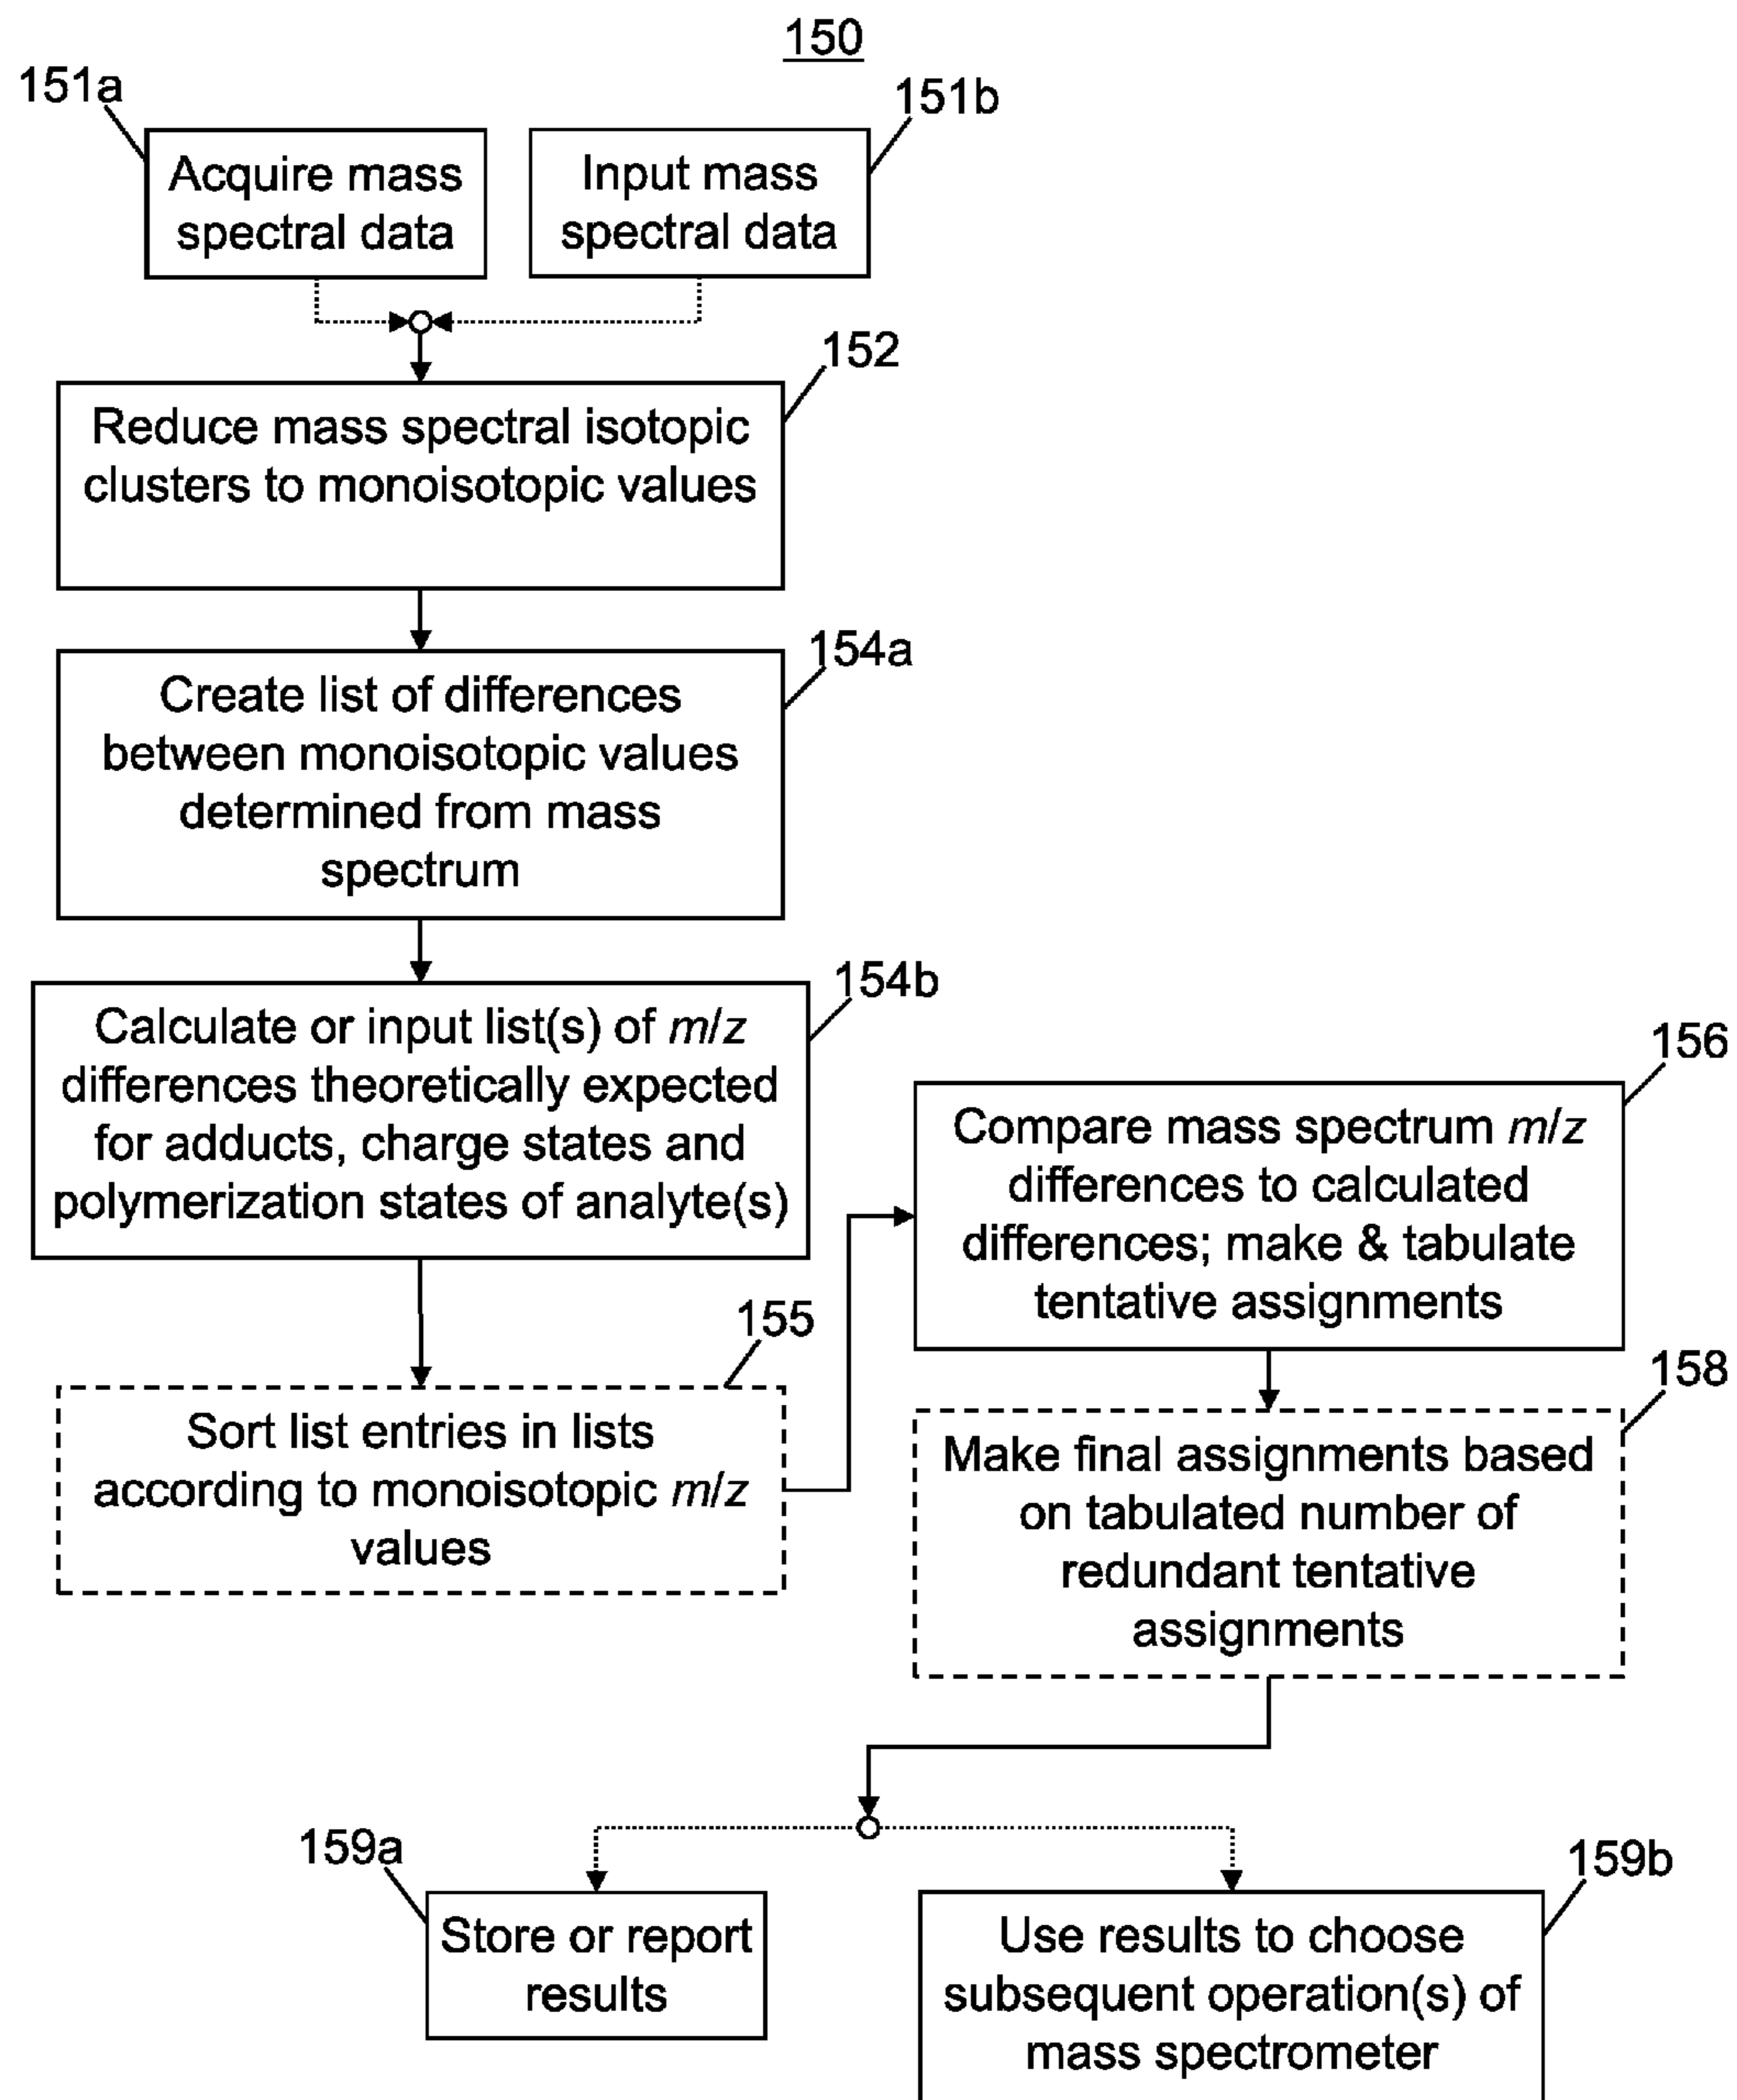 150
151a
151b
Acquire mass
spectral data
Input mass
spectral data
152
Reduce mass spectral isotopic
clusters to monoisotopic values
154a
Create list of differences
between monoisotopic values
determined from mass
spectrum
154b
Calculate or input list(s) of m/z
differences theoretically expected
for adducts, charge states and
polymerization states of analyte(s)
155
Sort list entries in lists
according to monoisotopic m/z
values
156
Compare mass spectrum m/z
differences to calculated
differences; make & tabulate
tentative assignments
158
Make final assignments based
on tabulated number of
redundant tentative
assignments
159a
Store or report
results
159b
Use results to choose
subsequent operation(s) of
mass spectrometer